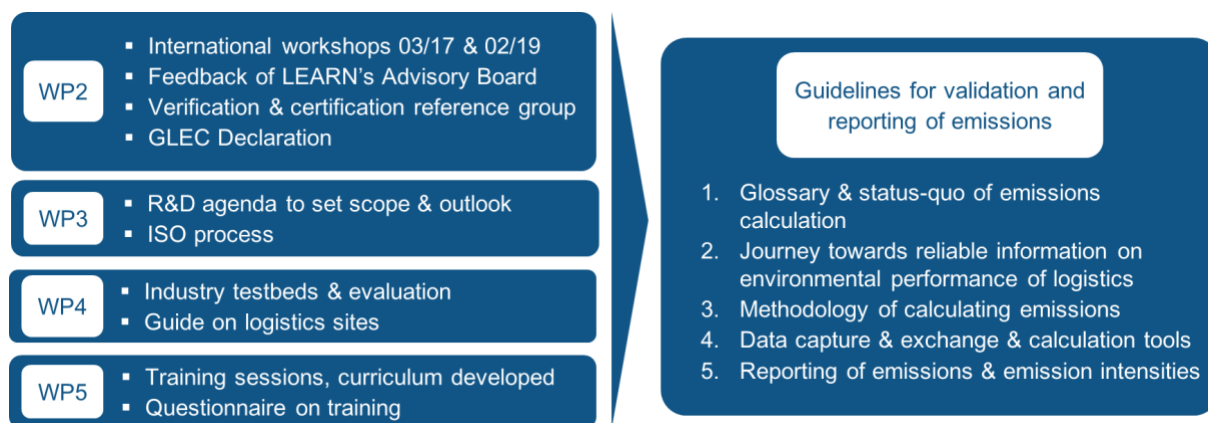 WP2
▪ International workshops 03/17 & 02/19
▪ Feedback of LEARN's Advisory Board
▪ Verification & certification reference group
▪ GLEC Declaration
WP3
▪ R&D agenda to set scope & outlook
▪ ISO process
WP4
▪ Industry testbeds & evaluation
▪ Guide on logistics sites
WP5
▪ Training sessions, curriculum developed
▪ Questionnaire on training
Guidelines for validation and
reporting of emissions
1. Glossary & status-quo of emissions
calculation
2. Journey towards reliable information on
environmental performance of logistics
3. Methodology of calculating emissions
4. Data capture & exchange & calculation tools
5. Reporting of emissions & emission intensities